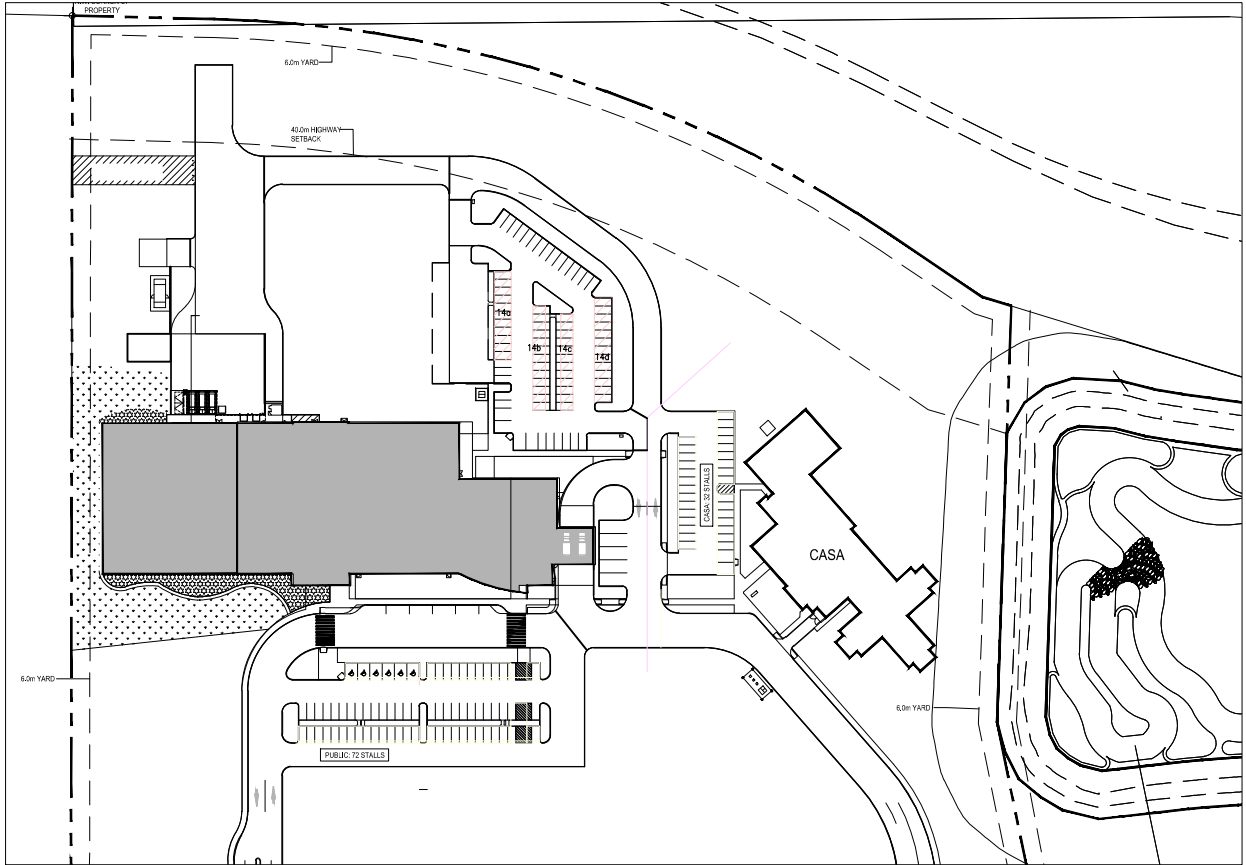 PROPERTY
6.0m YARD
40.0m HIGHWAY
SETBACK
14a
14b
14c
14d
CASA: 32 STALLS
CASA
6.0m YARD
6.0m YARD
PUBLIC: 72 STALLS